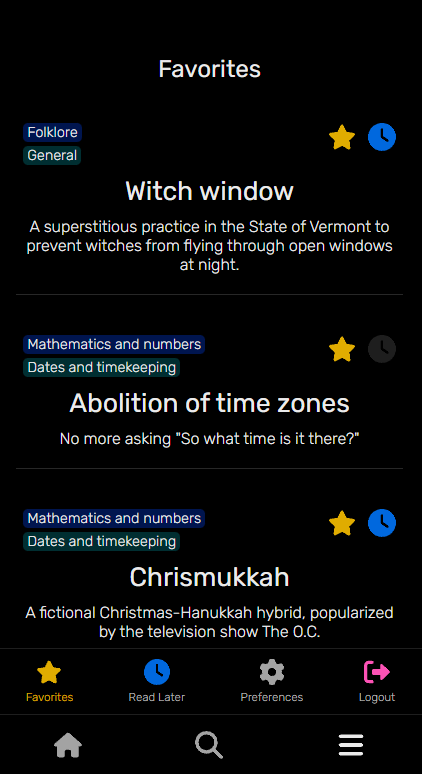 Favorites
Folklore
General
Witch window
A superstitious practice in the State of Vermont to
prevent witches from flying through open windows
at night.
Mathematics and numbers
Dates and timekeeping
Abolition of time zones
No more asking "So what time is it there?"
Mathematics and numbers
Dates and timekeeping
Chrismukkah
A fictional Christmas-Hanukkah hybrid, popularized
by the television show The O.C.
Favorites
Read Later
Preferences
Logout